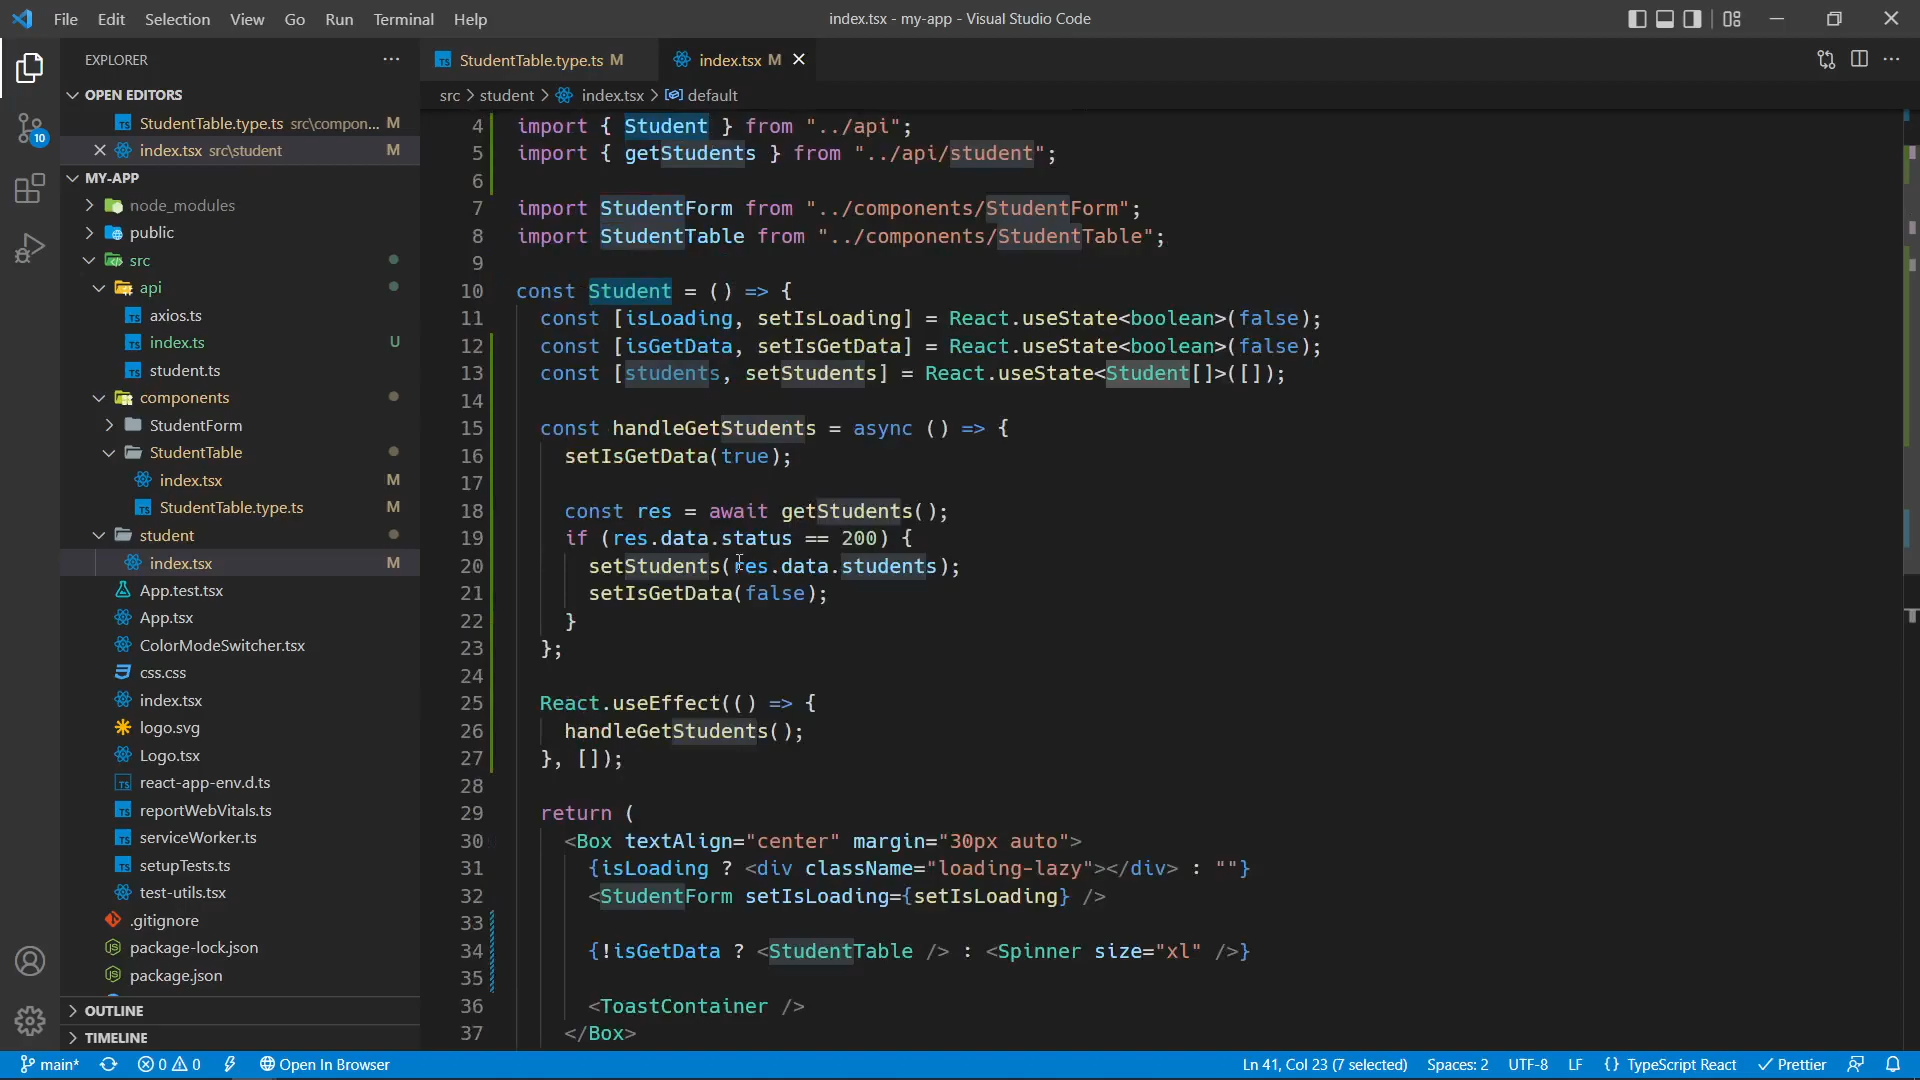 File Edit Selection View Go Run Terminal Help
index.tsx - my-app - Visual Studio Code
EXPLORER
OPEN EDITORS
StudentTable.type.ts src\compon... M
index.tsx src\student M
MY-APP
node_modules
public
src
api
axios.ts
index.ts U
student.ts
components
StudentForm
StudentTable
index.tsx M
StudentTable.type.ts M
student
index.tsx M
App.test.tsx
App.tsx
ColorModeSwitcher.tsx
css.css
index.tsx
logo.svg
Logo.tsx
react-app-env.d.ts
reportWebVitals.ts
serviceWorker.ts
setupTests.ts
test-utils.tsx
.gitignore
package-lock.json
package.json
OUTLINE
TIMELINE
10
StudentTable.type.ts M
index.tsx M
src > student > index.tsx > default
4 import { Student } from "../api";
5 import { getStudents } from "../api/student";
6
7 import StudentForm from "../components/StudentForm";
8 import StudentTable from "../components/StudentTable";
9
10 const Student = () => {
11 const [isLoading, setIsLoading] = React.useState<boolean>(false);
12 const [isGetData, setIsGetData] = React.useState<boolean>(false);
13 const [students, setStudents] = React.useState<Student[]>([]);
14
15 const handleGetStudents = async () => {
16 setIsGetData(true);
17
18 const res = await getStudents();
19 if (res.data.status == 200) {
20 setStudents(res.data.students);
21 setIsGetData(false);
22 }
23 };
24
25 React.useEffect(() => {
26 handleGetStudents();
27 }, []);
28
29 return (
30 <Box textAlign="center" margin="30px auto">
31 {isLoading ? <div className="loading-lazy"></div> : ""}
32 <StudentForm setIsLoading={setIsLoading} />
33
34 {!isGetData ? <StudentTable /> : <Spinner size="xl" />}
35
36 <ToastContainer />
37 </Box>
main* 0 0 Open In Browser
Ln 41, Col 23 (7 selected) Spaces: 2 UTF-8 LF {} TypeScript React Prettier